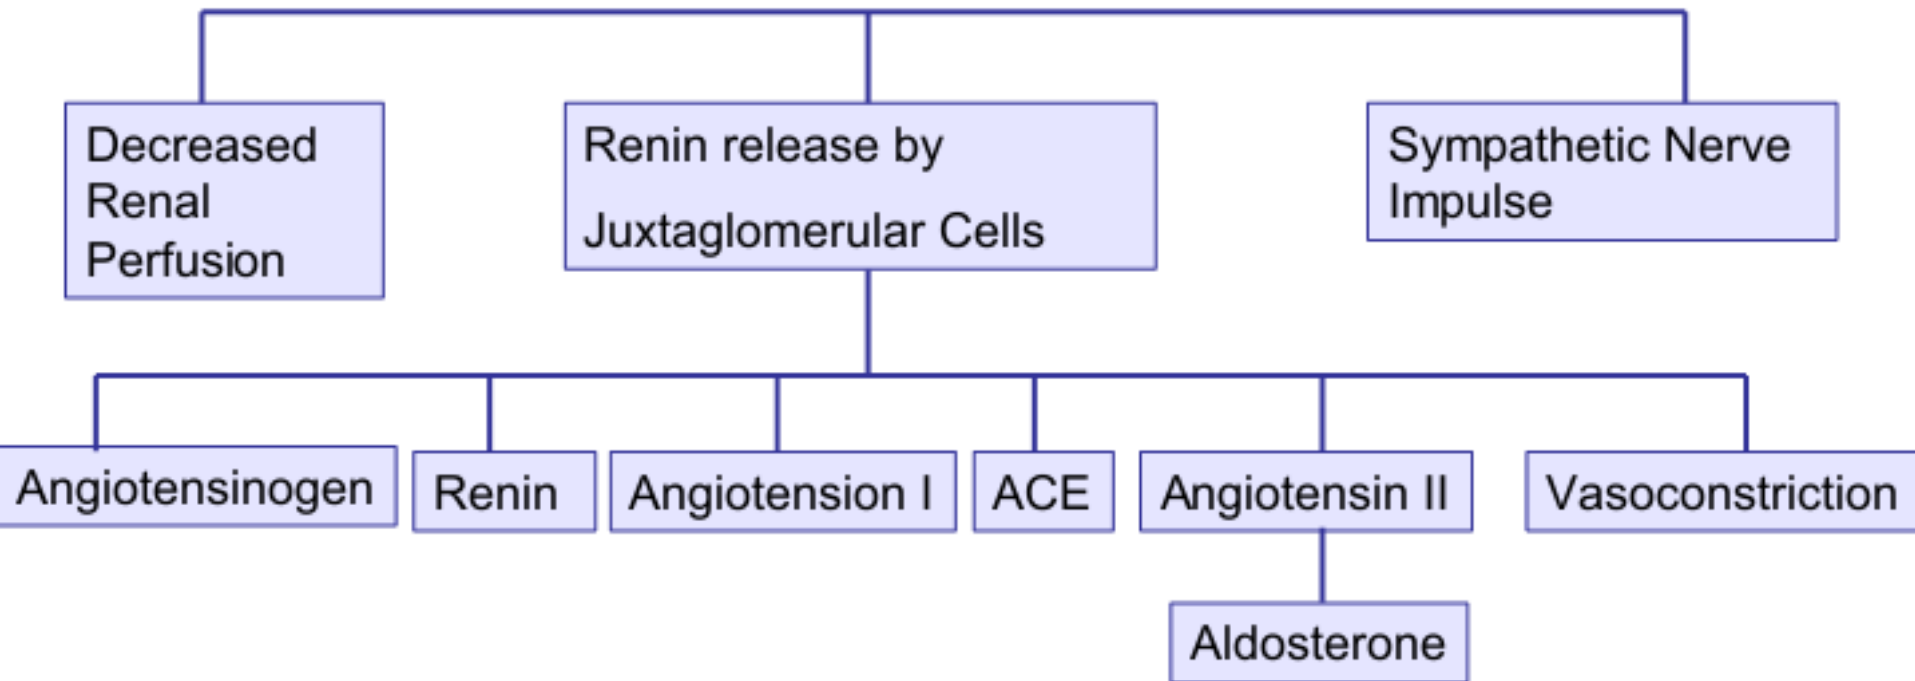 Decreased
Renal
Perfusion
Renin release by
Juxtaglomerular Cells
Sympathetic Nerve
Impulse
Angiotensinogen
Renin
Angiotension I
ACE
Angiotensin II
Vasoconstriction
Aldosterone